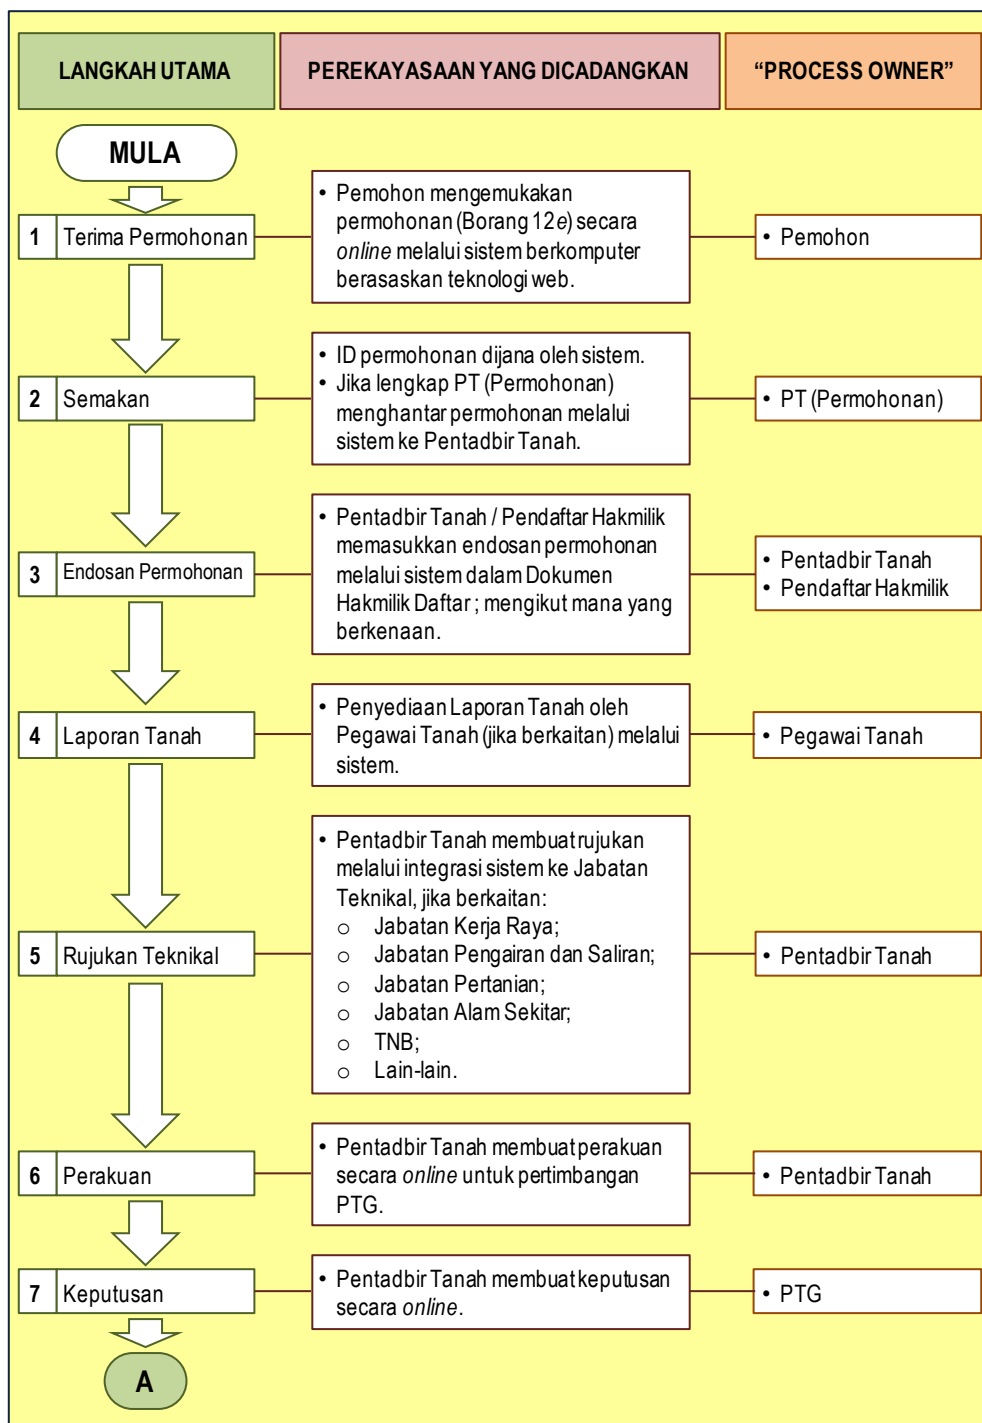 LANGKAH UTAMA
PEREKAYASAAN YANG DICADANGKAN
“PROCESS OWNER”
MULA
1
Terima Permohonan
• Pemohon mengemukakan
permohonan (Borang 12e) secara
online melalui sistem berkomputer
berasaskan teknologi web.
• Pemohon
2
Semakan
• ID permohonan dijana oleh sistem.
• Jika lengkap PT (Permohonan)
menghantar permohonan melalui
sistem ke Pentadbir Tanah.
• PT (Permohonan)
3
Endosan Permohonan
• Pentadbir Tanah / Pendaftar Hakmilik
memasukkan endosan permohonan
melalui sistem dalam Dokumen
Hakmilik Daftar ; mengikut mana yang
berkenaan.
• Pentadbir Tanah
• Pendaftar Hakmilik
4
Laporan Tanah
• Penyediaan Laporan Tanah oleh
Pegawai Tanah (jika berkaitan) melalui
sistem.
• Pegawai Tanah
5
Rujukan Teknikal
• Pentadbir Tanah membuat rujukan
melalui integrasi sistem ke Jabatan
Teknikal, jika berkaitan:
o Jabatan Kerja Raya;
o Jabatan Pengairan dan Saliran;
o Jabatan Pertanian;
o Jabatan Alam Sekitar;
o TNB;
o Lain-lain.
• Pentadbir Tanah
6
Perakuan
• Pentadbir Tanah membuat perakuan
secara online untuk pertimbangan
PTG.
• Pentadbir Tanah
7
Keputusan
• Pentadbir Tanah membuat keputusan
secara online.
• PTG
A